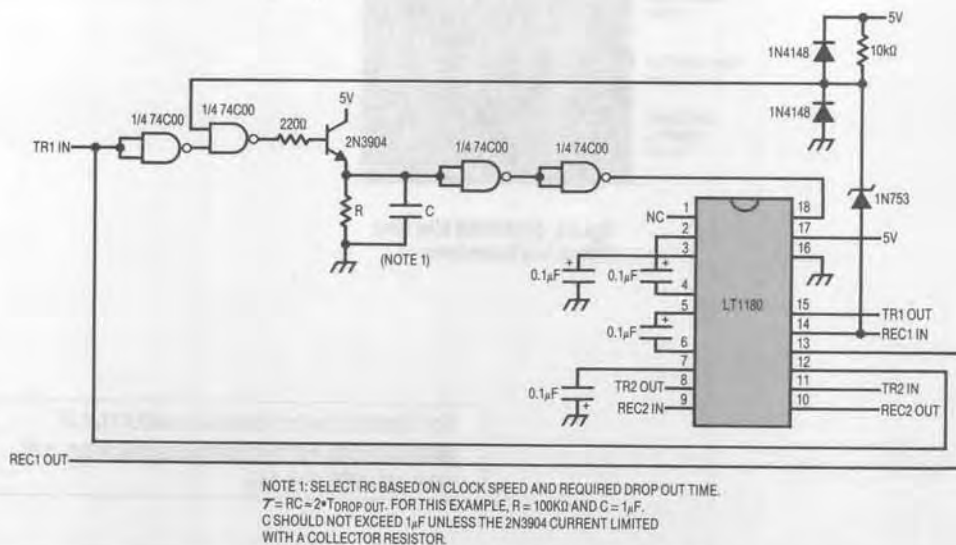 5V
1N4148
10kΩ
1N4148
1/4 74C00
1/4 74C00
220Ω
5V
2N3904
TR1 IN
1/4 74C00
1/4 74C00
R
C
(NOTE 1)
1N753
NC
1
2
3
4
5
6
7
8
9
18
17
16
15
14
13
12
11
10
LT1180
5V
+
0.1µF
+
0.1µF
+
0.1µF
0.1µF
+
TR2 OUT
REC2 IN
TR1 OUT
REC1 IN
TR2 IN
REC2 OUT
REC1 OUT
NOTE 1: SELECT RC BASED ON CLOCK SPEED AND REQUIRED DROP OUT TIME.
T = RC ≈ 2•TDROP OUT. FOR THIS EXAMPLE, R = 100KΩ AND C = 1µF.
C SHOULD NOT EXCEED 1µF UNLESS THE 2N3904 CURRENT LIMITED
WITH A COLLECTOR RESISTOR.